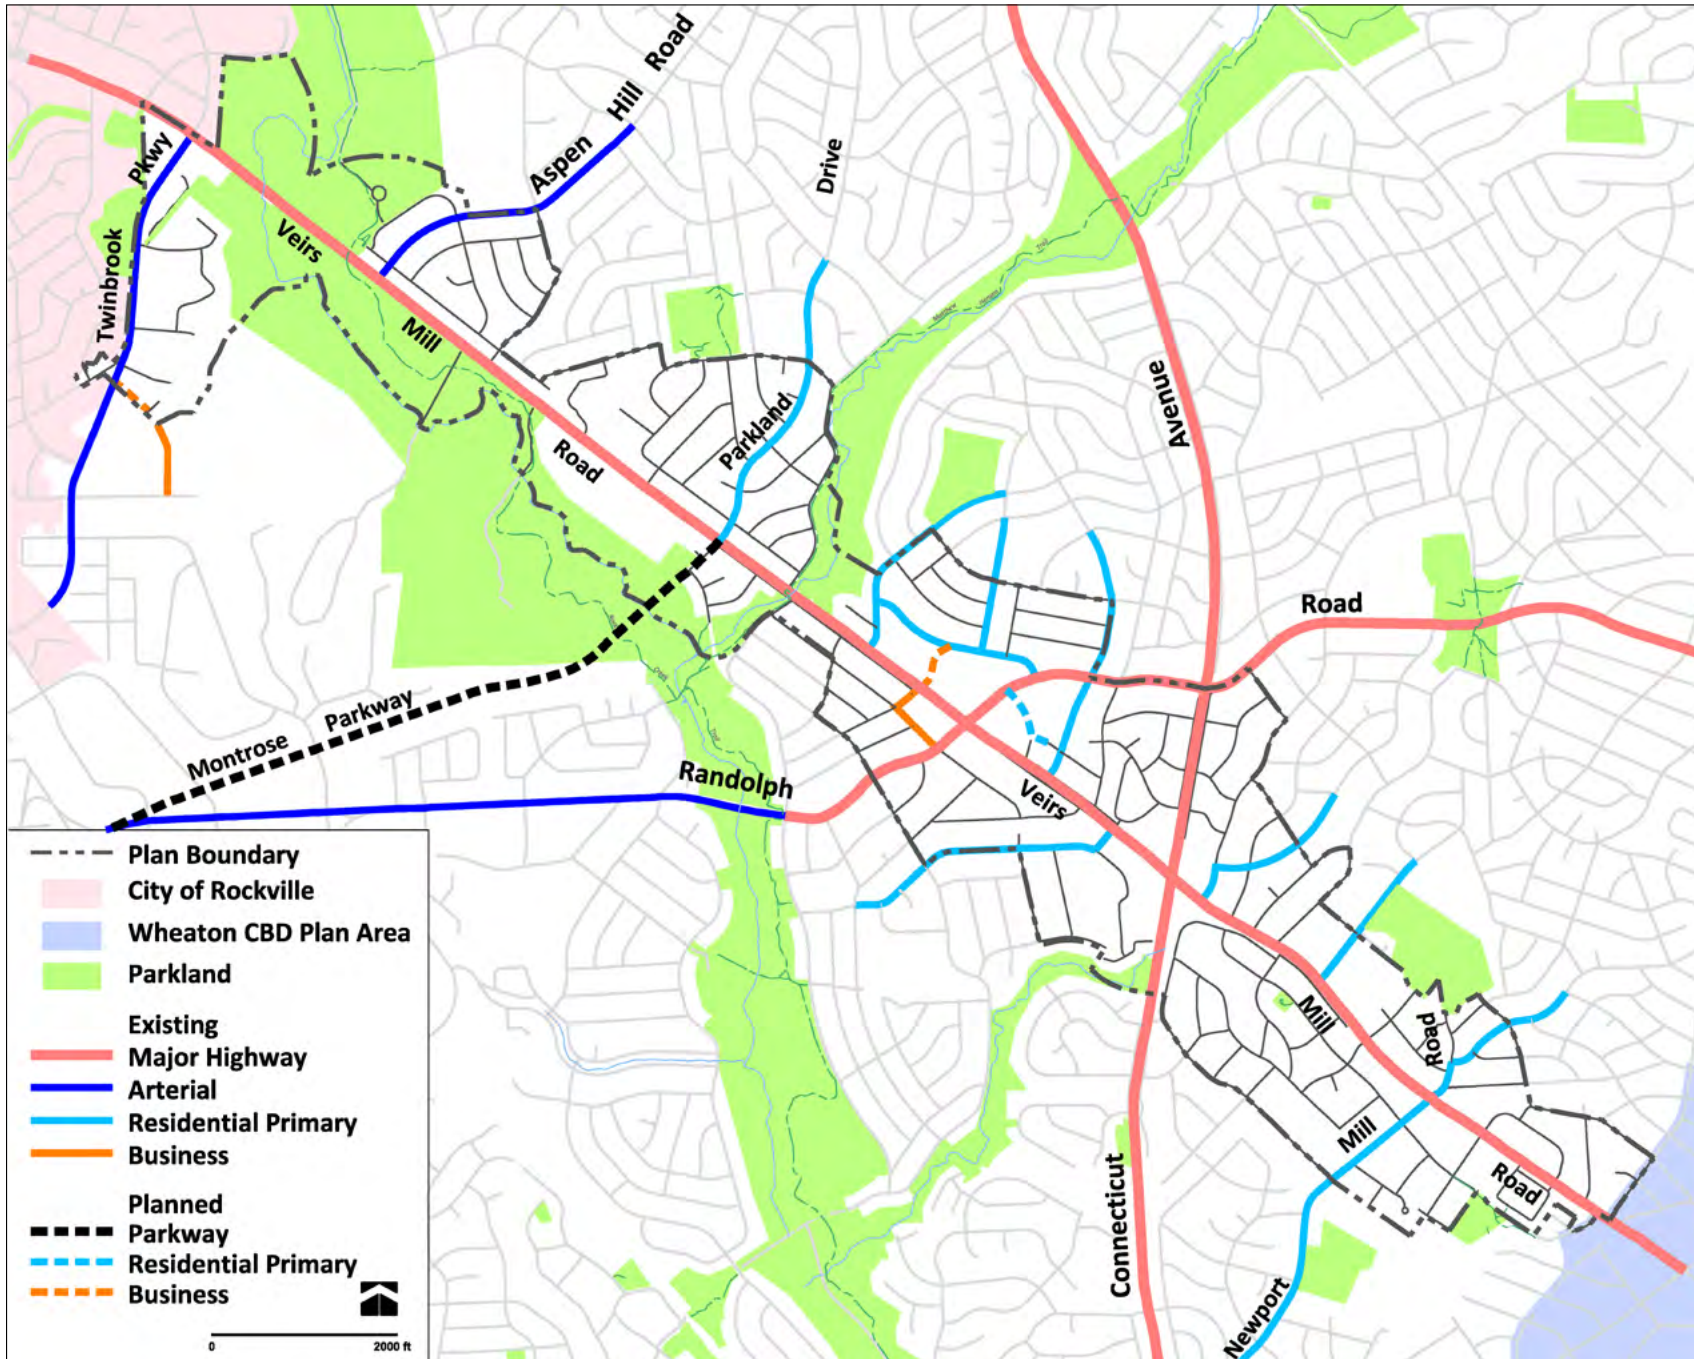 Aspen Hill Road
Pkwy
Twinbrook
Veirs
Mill
Road
Drive
Parkland
Avenue
Road
Montrose Parkway
Randolph
Veirs
Mill
Road
Mill
Road
Connecticut
Newport
Plan Boundary
City of Rockville
Wheaton CBD Plan Area
Parkland
Existing
Major Highway
Arterial
Residential Primary
Business
Planned
Parkway
Residential Primary
Business
0 2000 ft